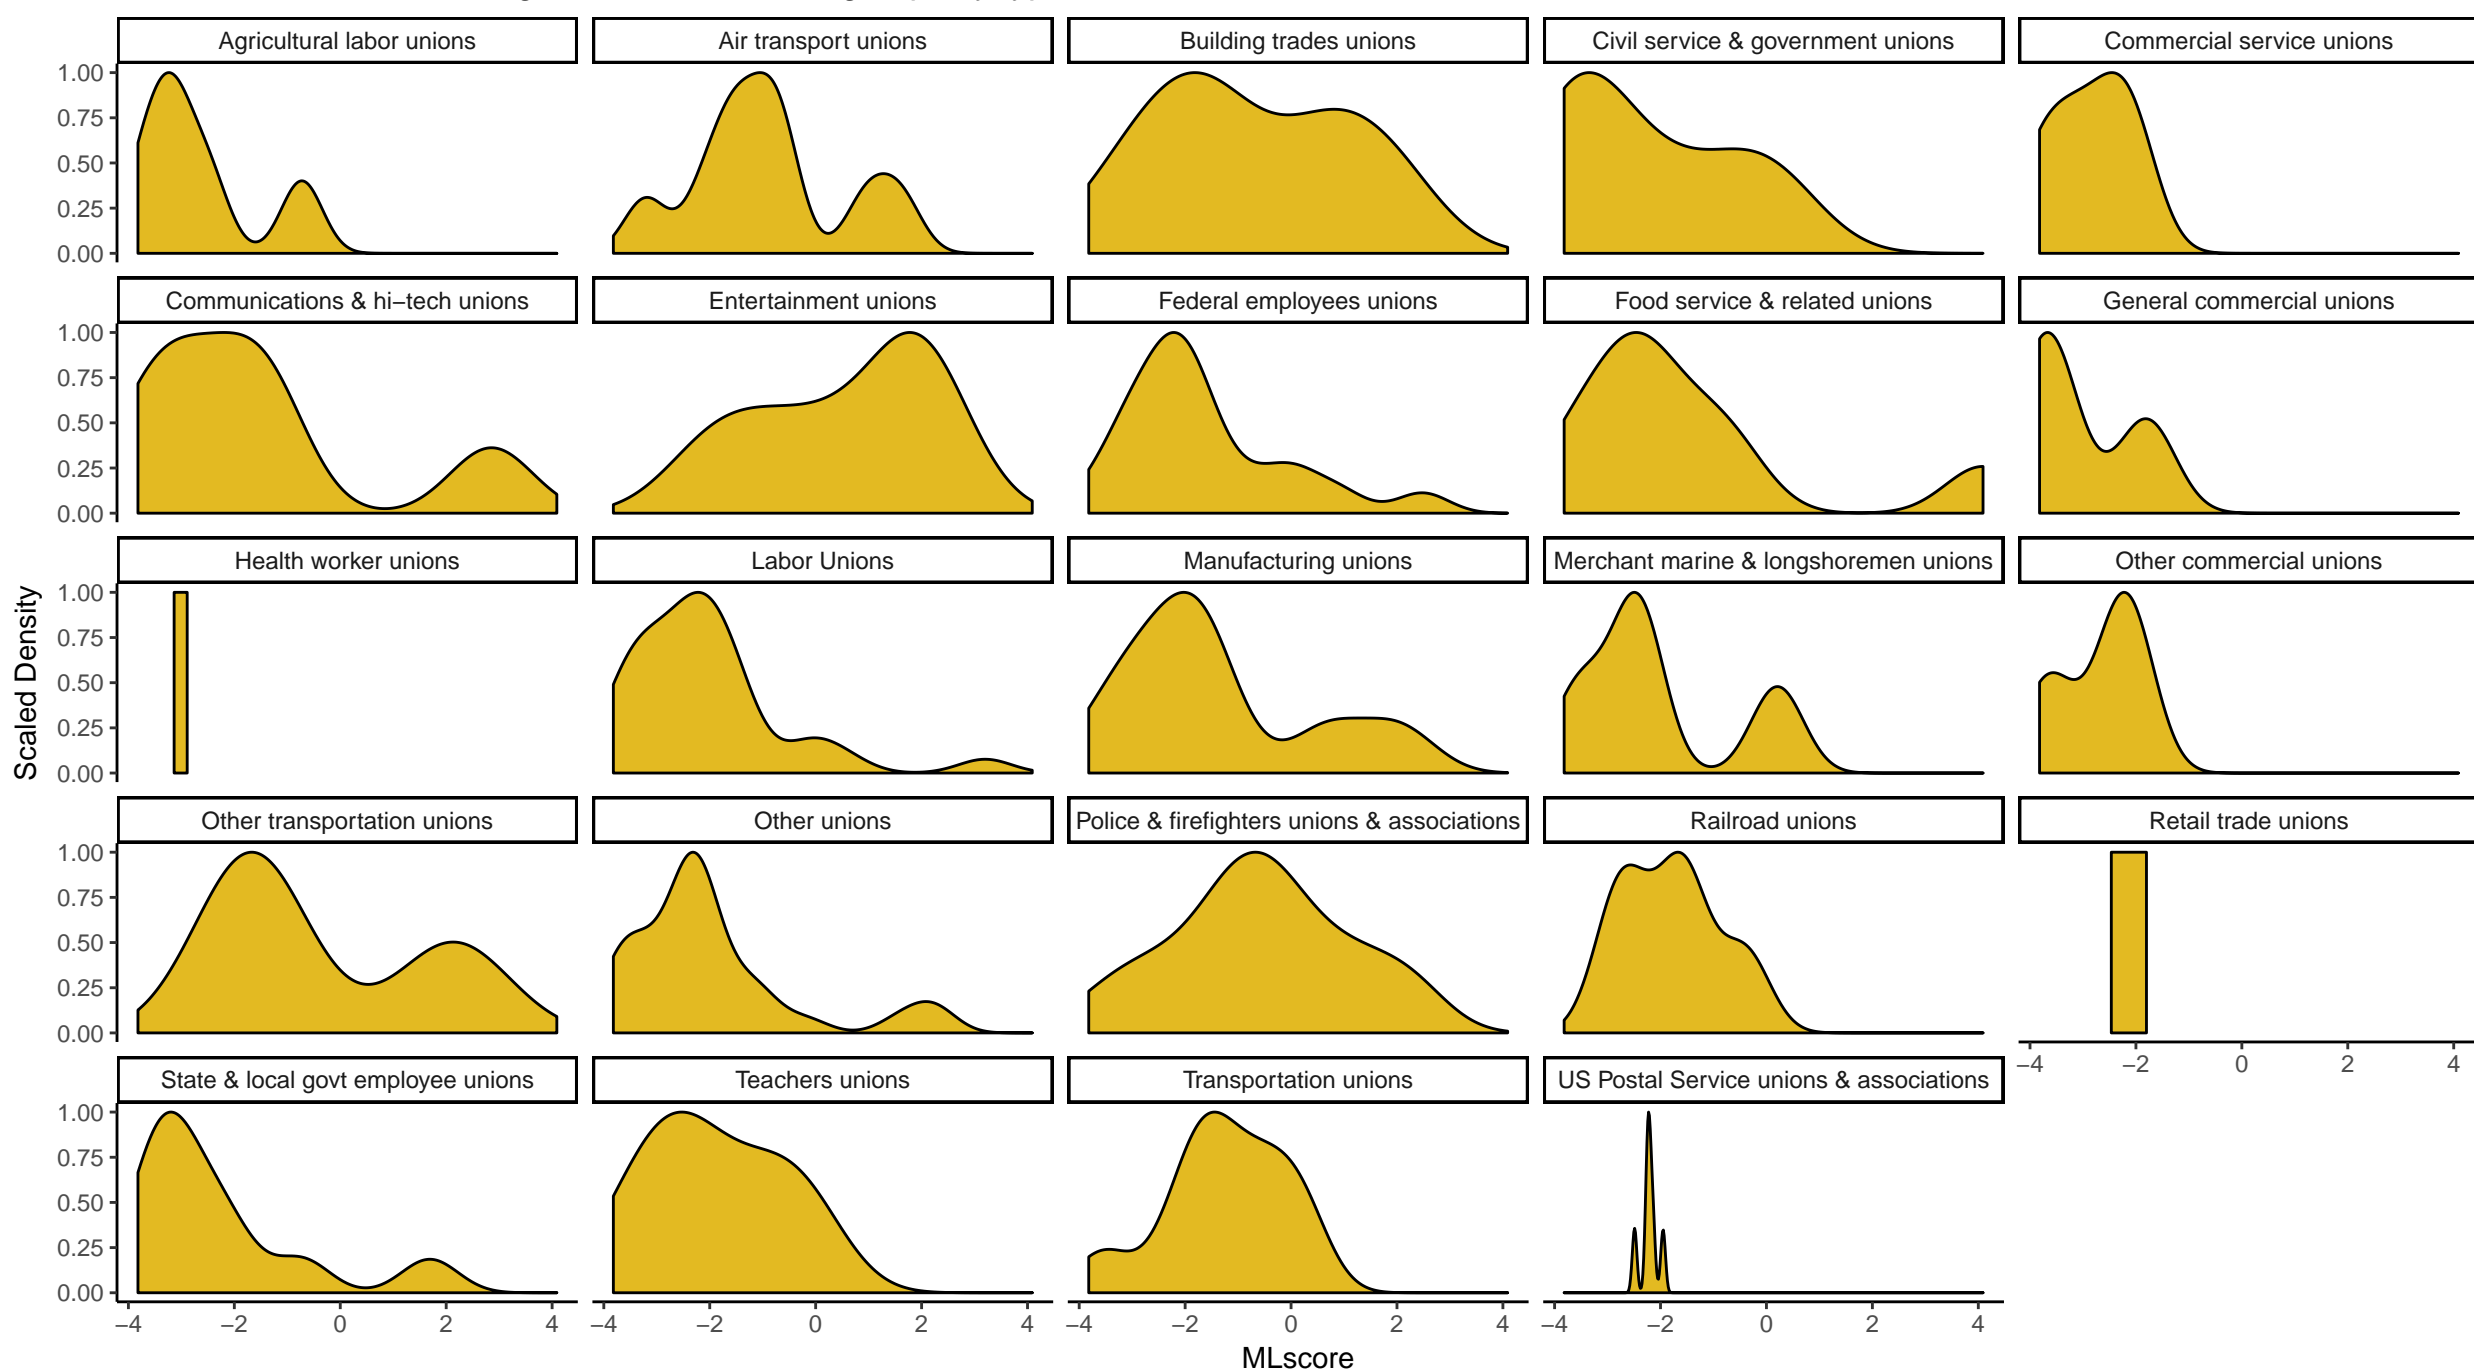 Agricultural labor unions
Air transport unions
Building trades unions
Civil service & government unions
Commercial service unions
1.00
0.75
0.50
0.25
0.00
Communications & hi−tech unions
Entertainment unions
Federal employees unions
Food service & related unions
General commercial unions
1.00
0.75
0.50
0.25
0.00
Health worker unions
Labor Unions
Manufacturing unions
Merchant marine & longshoremen unions
Other commercial unions
1.00
0.75
0.50
0.25
0.00
Scaled Density
Other transportation unions
Other unions
Police & firefighters unions & associations
Railroad unions
Retail trade unions
1.00
0.75
0.50
0.25
0.00
−4 −2 0 2 4
State & local govt employee unions
Teachers unions
Transportation unions
US Postal Service unions & associations
1.00
0.75
0.50
0.25
0.00
−4 −2 0 2 4
−4 −2 0 2 4
−4 −2 0 2 4
−4 −2 0 2 4
MLscore